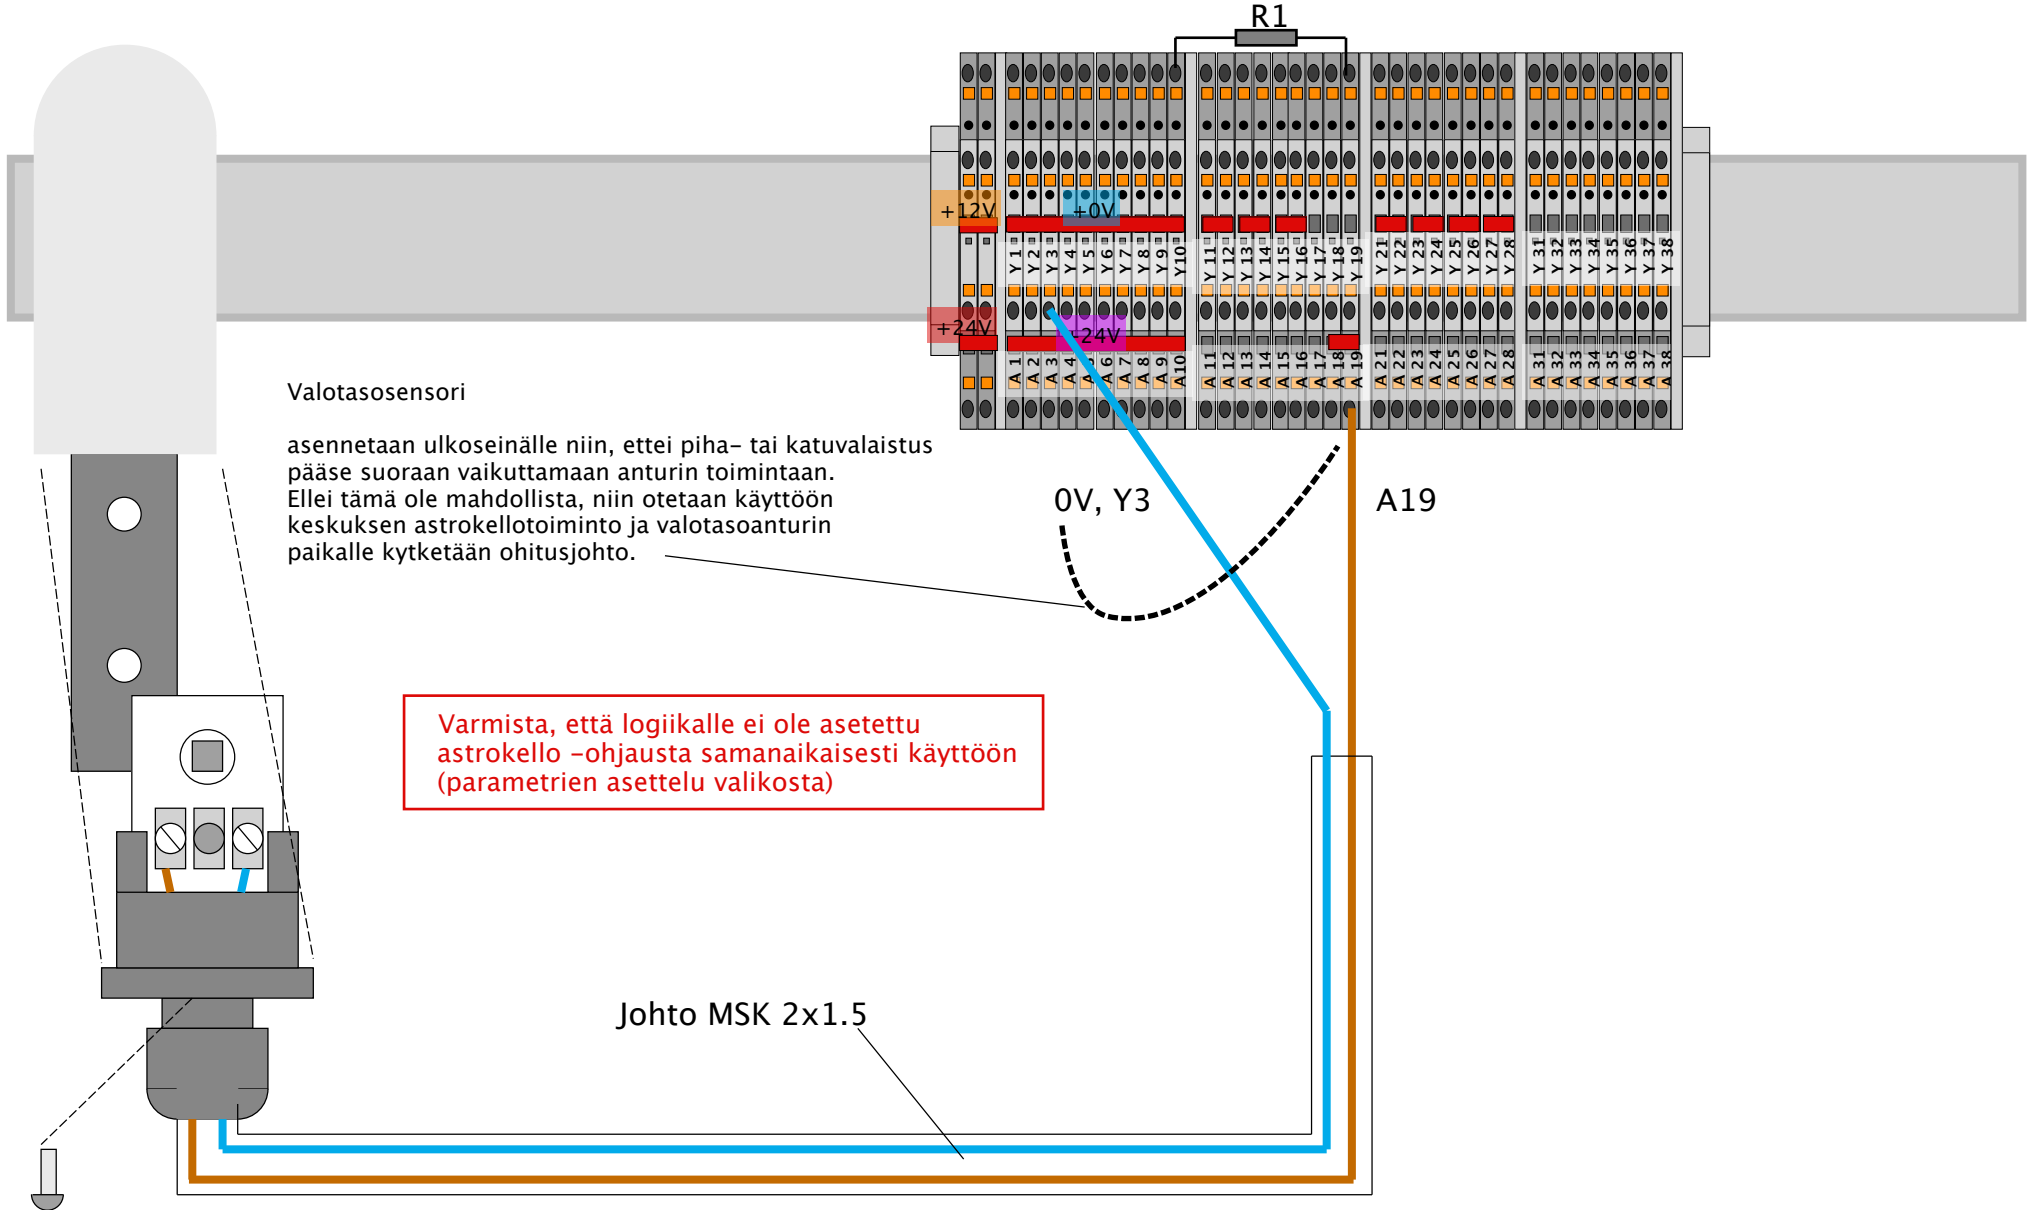 R1
+12V
+0V
Y 1 Y 2 Y 3 Y 4 Y 5 Y 6 Y 7 Y 8 Y 9 Y10 Y 11 Y 12 Y 13 Y 14 Y 15 Y 16 Y 17 Y 18 Y 19 Y 21 Y 22 Y 23 Y 24 Y 25 Y 26 Y 27 Y 28 Y 31 Y 32 Y 33 Y 34 Y 35 Y 36 Y 37 Y 38
+24V
-24V
A 1 A 2 A 3 A 4 A 5 A 6 A 7 A 8 A 9 A10 A 11 A 12 A 13 A 14 A 15 A 16 A 17 A 18 A 19 A 21 A 22 A 23 A 24 A 25 A 26 A 27 A 28 A 31 A 32 A 33 A 34 A 35 A 36 A 37 A 38
Valotasosensori
asennetaan ulkoseinälle niin, ettei piha- tai katuvalaistus
pääse suoraan vaikuttamaan anturin toimintaan.
Ellei tämä ole mahdollista, niin otetaan käyttöön
keskuksen astrokellotoiminto ja valotasoanturin
paikalle kytketään ohitusjohto.
0V, Y3
A19
Varmista, että logiikalle ei ole asetettu
astrokello -ohjausta samanaikaisesti käyttöön
(parametrien asettelu valikosta)
Johto MSK 2x1.5